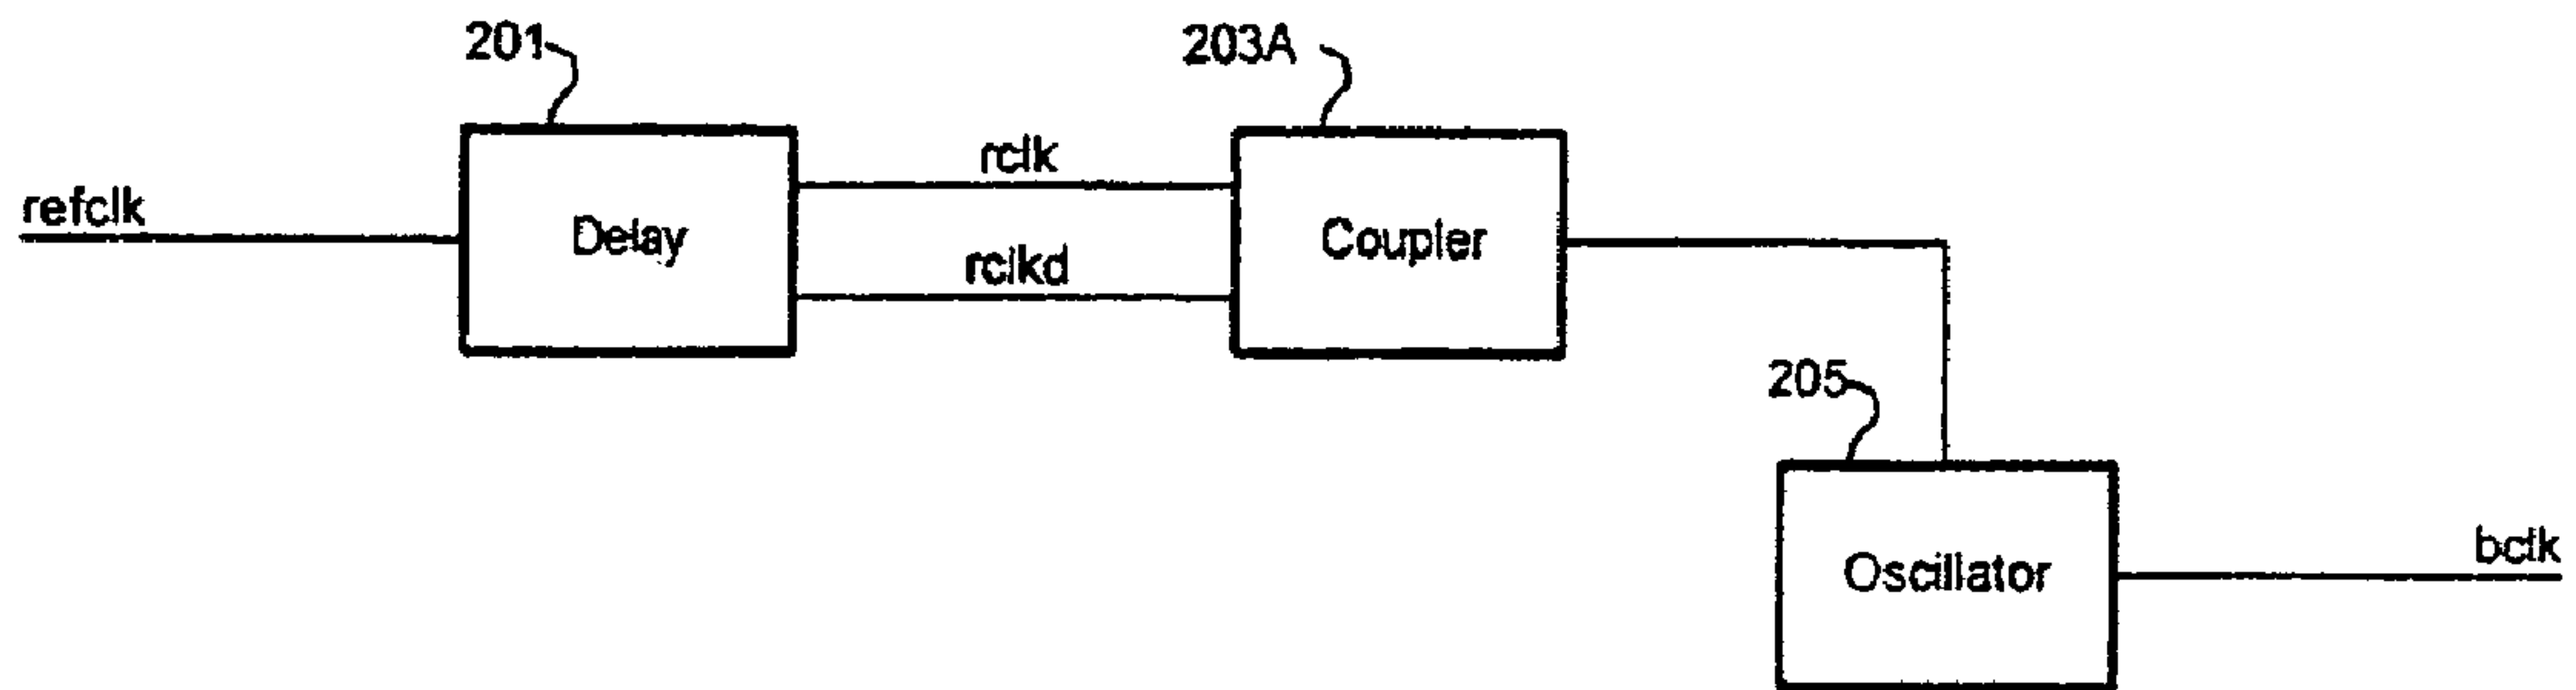 201
203A
refclk
Delay
rclk
rclkd
Coupler
205
Oscillator
bclk